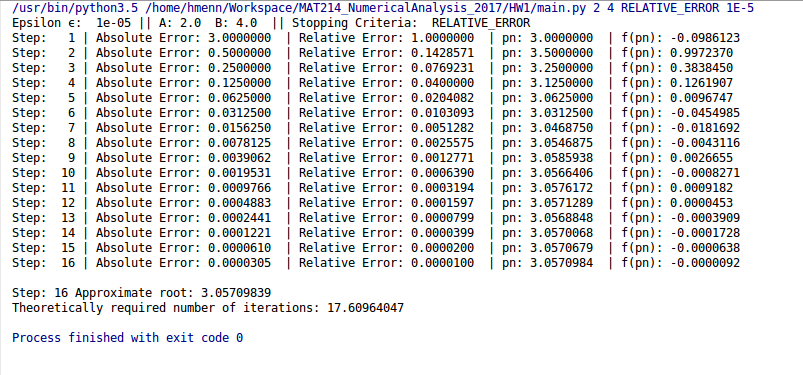 /usr/bin/python3.5 /home/hmenn/Workspace/MAT214_NumericalAnalysis_2017/HW1/main.py 2 4 RELATIVE_ERROR 1E-5
Epsilon ϵ:  1e-05 || A: 2.0  B: 4.0  || Stopping Criteria:  RELATIVE_ERROR
Step:   1 | Absolute Error: 3.0000000  | Relative Error: 1.0000000  | pn: 3.0000000  | f(pn): -0.0986123
Step:   2 | Absolute Error: 0.5000000  | Relative Error: 0.1428571  | pn: 3.5000000  | f(pn): 0.9972370
Step:   3 | Absolute Error: 0.2500000  | Relative Error: 0.0769231  | pn: 3.2500000  | f(pn): 0.3838450
Step:   4 | Absolute Error: 0.1250000  | Relative Error: 0.0400000  | pn: 3.1250000  | f(pn): 0.1261907
Step:   5 | Absolute Error: 0.0625000  | Relative Error: 0.0204082  | pn: 3.0625000  | f(pn): 0.0096747
Step:   6 | Absolute Error: 0.0312500  | Relative Error: 0.0103093  | pn: 3.0312500  | f(pn): -0.0454985
Step:   7 | Absolute Error: 0.0156250  | Relative Error: 0.0051282  | pn: 3.0468750  | f(pn): -0.0181692
Step:   8 | Absolute Error: 0.0078125  | Relative Error: 0.0025575  | pn: 3.0546875  | f(pn): -0.0043116
Step:   9 | Absolute Error: 0.0039062  | Relative Error: 0.0012771  | pn: 3.0585938  | f(pn): 0.0026655
Step:  10 | Absolute Error: 0.0019531  | Relative Error: 0.0006390  | pn: 3.0566406  | f(pn): -0.0008271
Step:  11 | Absolute Error: 0.0009766  | Relative Error: 0.0003194  | pn: 3.0576172  | f(pn): 0.0009182
Step:  12 | Absolute Error: 0.0004883  | Relative Error: 0.0001597  | pn: 3.0571289  | f(pn): 0.0000453
Step:  13 | Absolute Error: 0.0002441  | Relative Error: 0.0000799  | pn: 3.0568848  | f(pn): -0.0003909
Step:  14 | Absolute Error: 0.0001221  | Relative Error: 0.0000399  | pn: 3.0570068  | f(pn): -0.0001728
Step:  15 | Absolute Error: 0.0000610  | Relative Error: 0.0000200  | pn: 3.0570679  | f(pn): -0.0000638
Step:  16 | Absolute Error: 0.0000305  | Relative Error: 0.0000100  | pn: 3.0570984  | f(pn): -0.0000092
Step: 16 Approximate root: 3.05709839
Theoretically required number of iterations: 17.60964047
Process finished with exit code 0